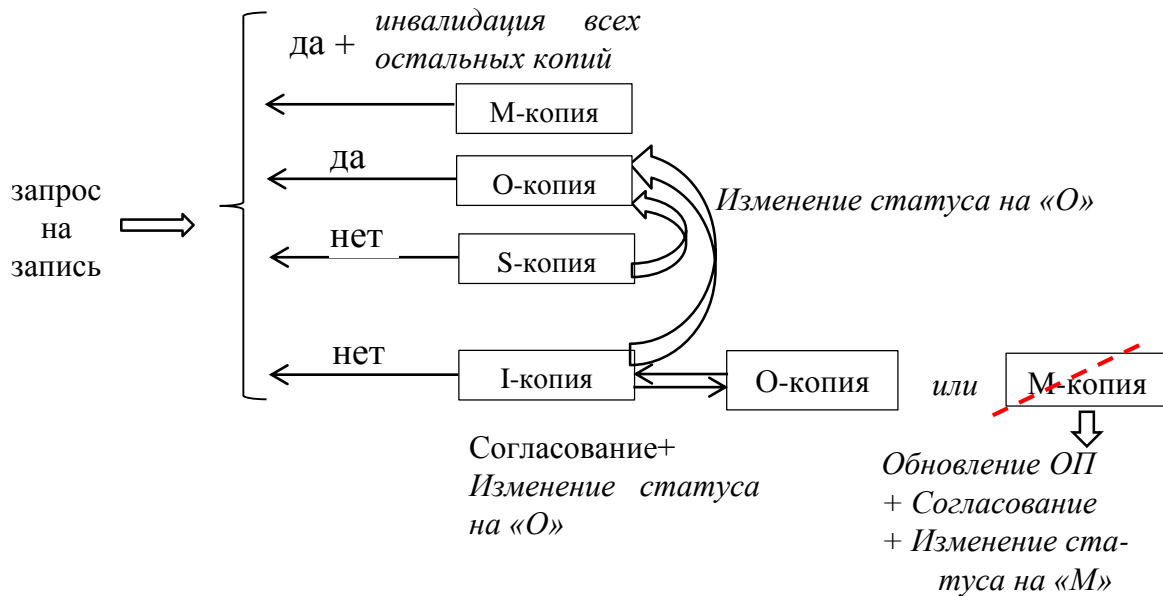 да + инвалидация всех
остальных копий
М-копия
да
О-копия
запрос
на
запись
Изменение статуса на «О»
нет
S-копия
нет
I-копия
О-копия
или
М-копия
Согласование+
Изменение статуса
на «О»
Обновление ОП
+ Согласование
+ Изменение ста-
туса на «М»